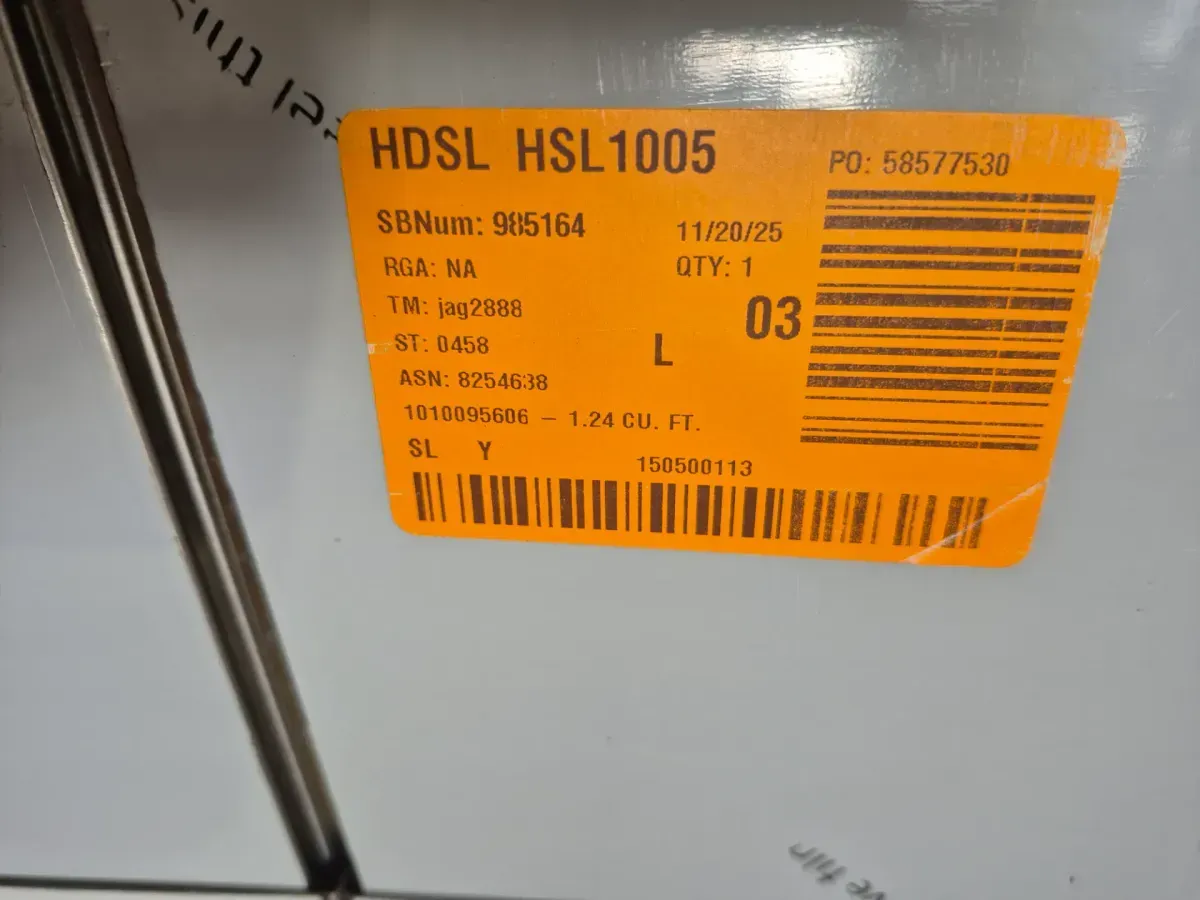 HDSL HSL1005
PO: 58577530
SBNum: 985164
11/20/25
RGA: NA
QTY: 1
TM: jag2888
03
ST: 0458
L
ASN: 8254638
1010095606 – 1.24 CU. FT.
SL Y
150500113